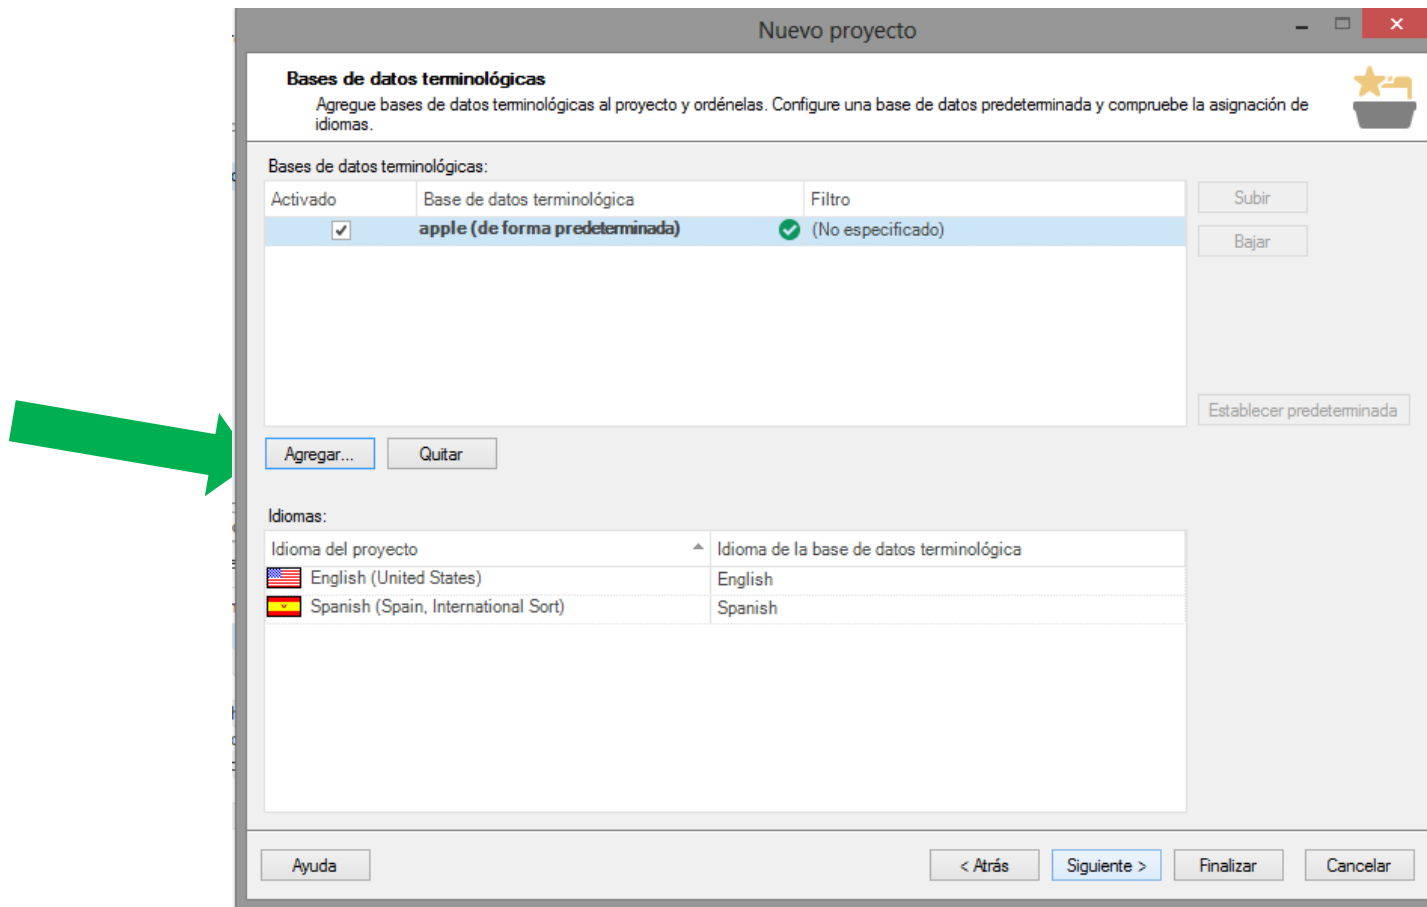 Nuevo proyecto
Bases de datos terminológicas
Agregue bases de datos terminológicas al proyecto y ordénelas. Configure una base de datos predeterminada y compruebe la asignación de
idiomas.
Bases de datos terminológicas:
Activado Base de datos terminológica Filtro
apple (de forma predeterminada) (No especificado)
Subir
Bajar
Establecer predeterminada
Agregar... Quitar
Idiomas:
Idioma del proyecto Idioma de la base de datos terminológica
English (United States) English
Spanish (Spain, International Sort) Spanish
Ayuda < Atrás Siguiente > Finalizar Cancelar